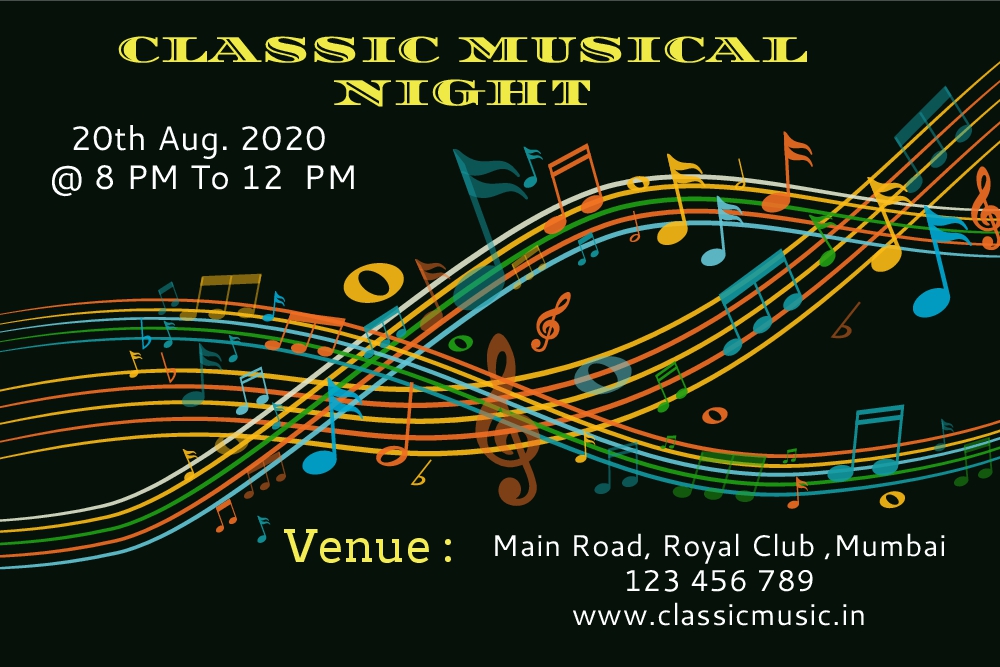 CLASSIC MUSICAL
NIGHT
20th Aug. 2020
@ 8 PM To 12  PM
Venue :
Main Road, Royal Club ,Mumbai
123 456 789
www.classicmusic.in